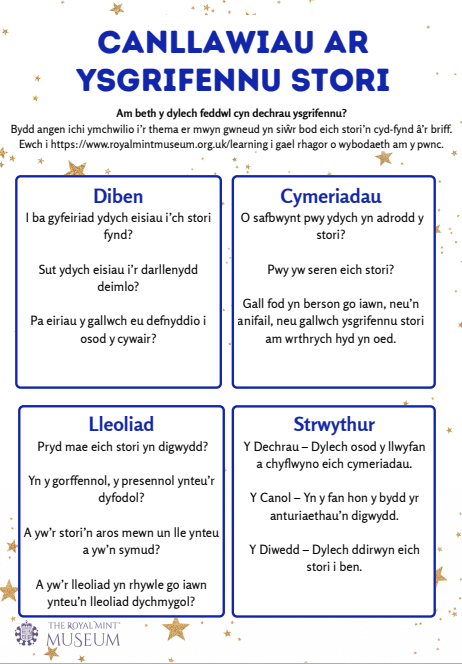 CANLLAWIAU AR
YSGRIFENNU STORI
Am beth y dylech feddwl cyn dechrau ysgrifennu?
Bydd angen ichi ymchwilio i'r thema er mwyn gwneud yn siŵr bod eich stori'n cyd-fynd â'r briff.
Ewch i https://www.royalmintmuseum.org.uk/learning i gael rhagor o wybodaeth am y pwnc.
Diben
I ba gyfeiriad ydych eisiau i'ch stori
fynd?
Sut ydych eisiau i'r darllenydd
deimlo?
Pa eiriau y gallwch eu defnyddio i
osod y cywair?
Cymeriadau
O safbwynt pwy ydych yn adrodd y
stori?
Pwy yw seren eich stori?
Gall fod yn berson go iawn, neu'n
anifail, neu gallwch ysgrifennu stori
am wrthrych hyd yn oed.
Lleoliad
Pryd mae eich stori yn digwydd?
Yn y gorffennol, y presennol ynteu'r
dyfodol?
A yw'r stori'n aros mewn un lle ynteu
a yw'n symud?
A yw'r lleoliad yn rhywle go iawn
ynteu'n lleoliad dychmygol?
Strwythur
Y Dechrau – Dylech osod y llwyfan
a chyflwyno eich cymeriadau.
Y Canol – Yn y fan hon y bydd yr
anturiaethau'n digwydd.
Y Diwedd – Dylech ddirwyn eich
stori i ben.
THE ROYAL MINT®
MUSEUM